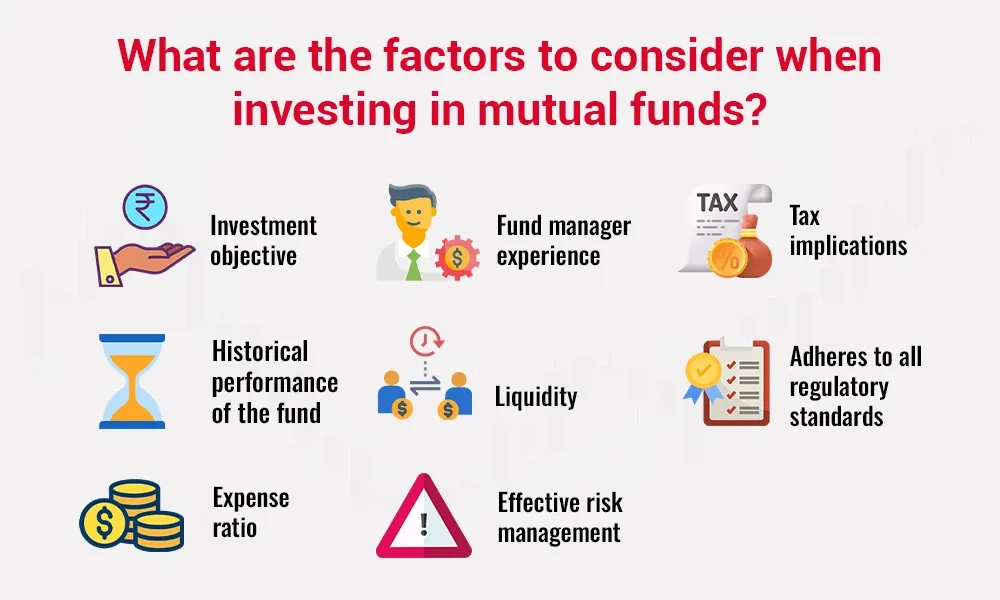 What are the factors to consider when
investing in mutual funds?
₹
Investment
objective
$
Fund manager
experience
TAX
%
Tax
implications
Historical
performance
of the fund
$
$
Liquidity
Adheres to all
regulatory
standards
$
Expense
ratio
!
Effective risk
management